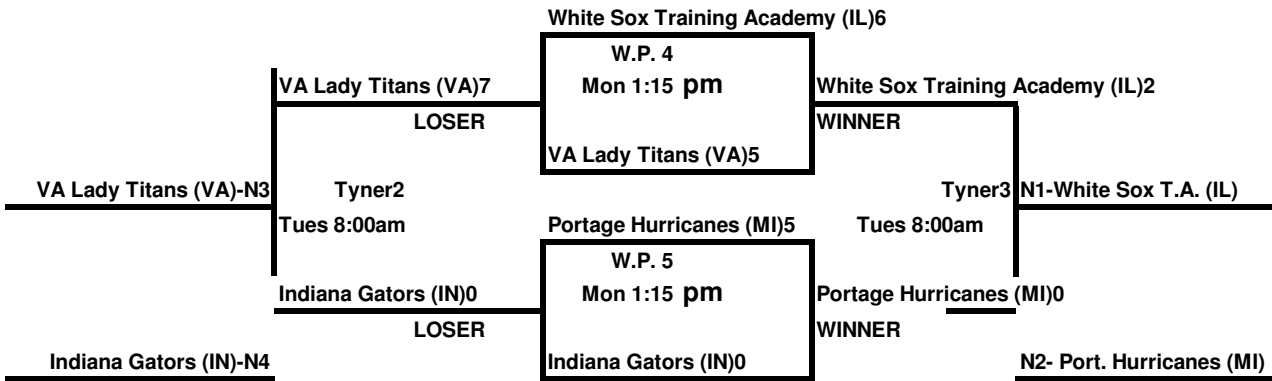 White Sox Training Academy (IL)6
W.P. 4
VA Lady Titans (VA)7 Mon 1:15 pm White Sox Training Academy (IL)2
LOSER WINNER
VA Lady Titans (VA)5
VA Lady Titans (VA)-N3 Tyner2 Tyner3 N1-White Sox T.A. (IL)
Tues 8:00am Portage Hurricanes (MI)5 Tues 8:00am
W.P. 5
Indiana Gators (IN)0 Mon 1:15 pm Portage Hurricanes (MI)0
LOSER WINNER
Indiana Gators (IN)-N4 Indiana Gators (IN)0 N2- Port. Hurricanes (MI)